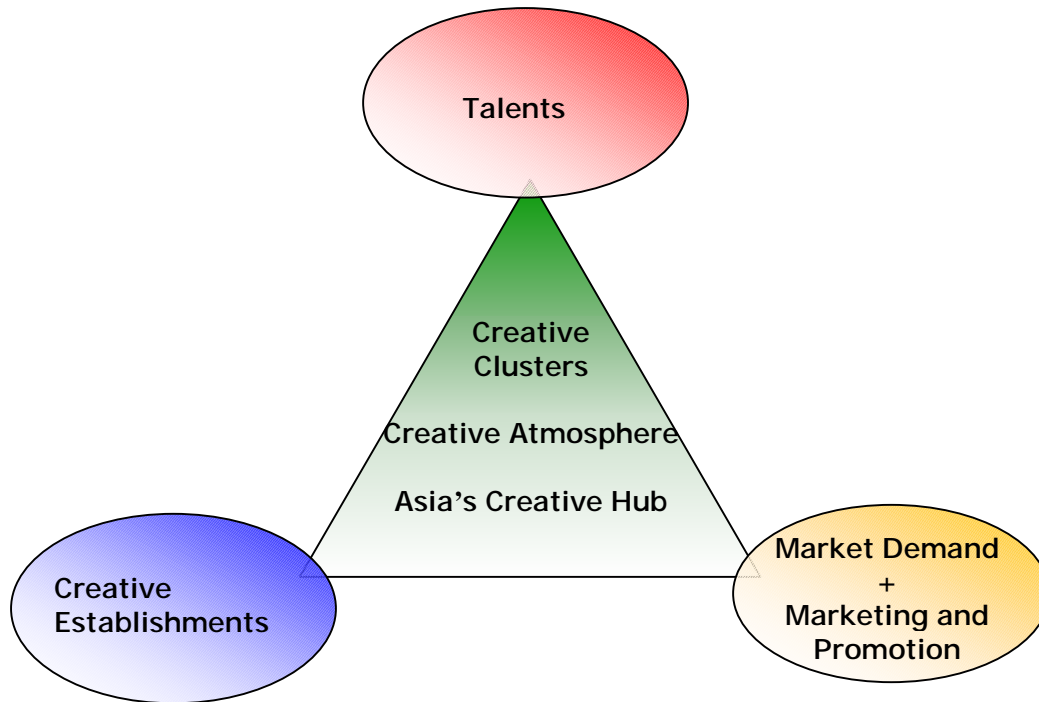 Talents
Creative
Clusters
Creative Atmosphere
Asia's Creative Hub
Creative
Establishments
Market Demand
+
Marketing and
Promotion